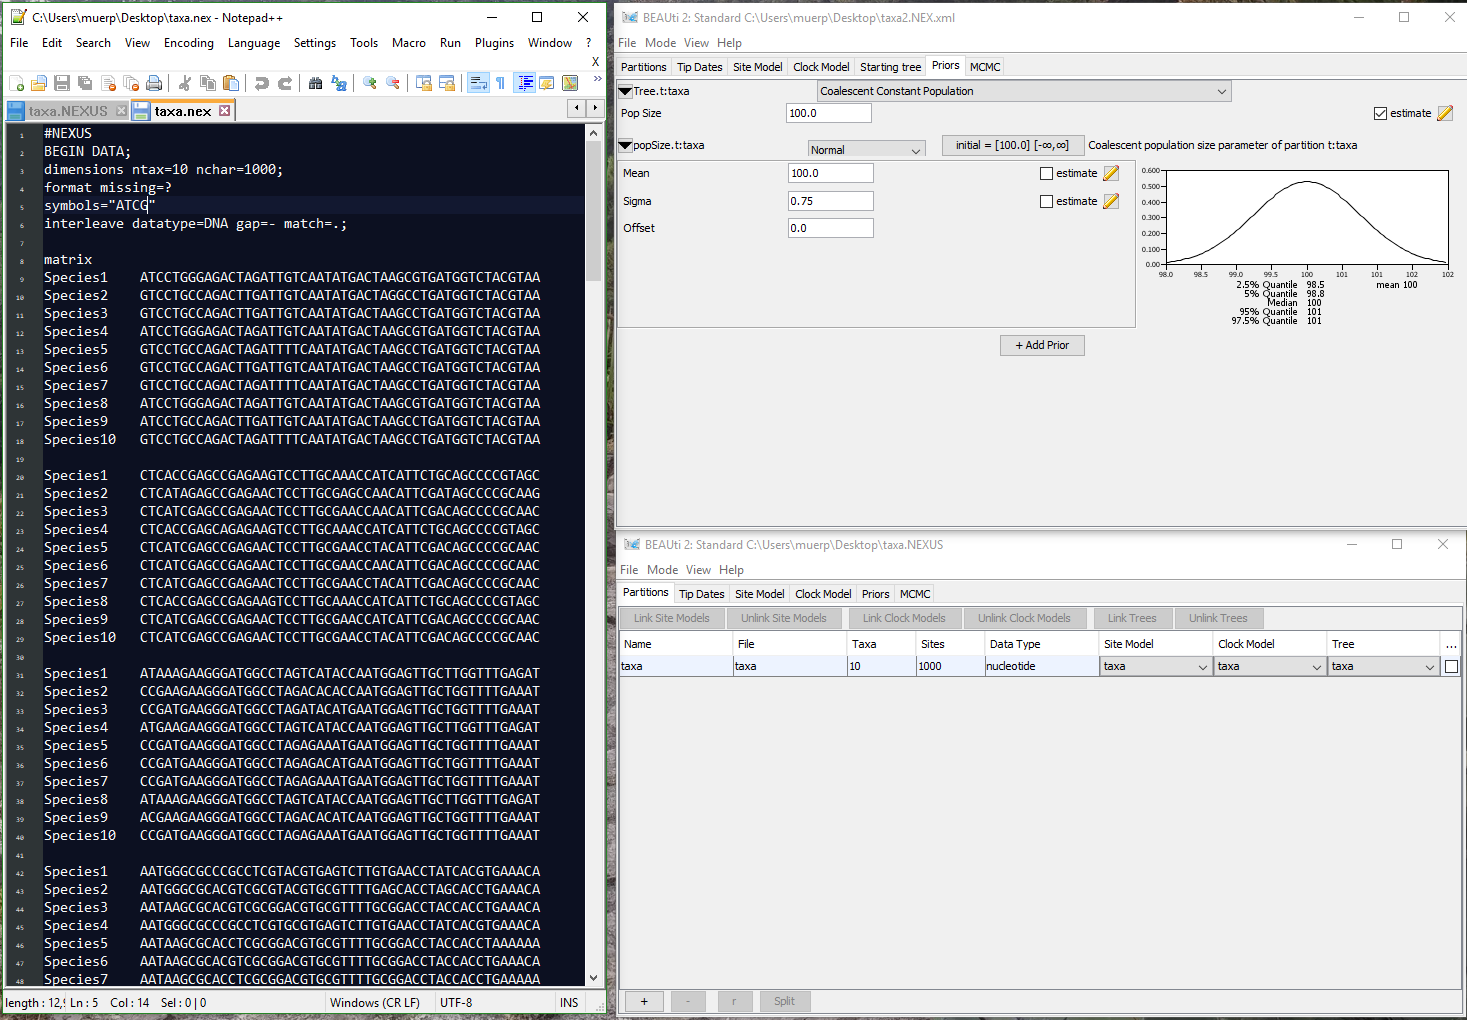 C:\Users\muerp\Desktop\taxa.nex - Notepad++
File Edit Search View Encoding Language Settings Tools Macro Run Plugins Window ?
X
taxa.NEXUS taxa.nex
1 #NEXUS
2 BEGIN DATA;
3 dimensions ntax=10 nchar=1000;
4 format missing=?
5 symbols="ATCG"
6 interleave datatype=DNA gap=- match=.;
7
8 matrix
9 Species1 ATCCTGGGAGACTAGATTGTCAATATGACTAAGCGTGATGGTCTACGTAA
10 Species2 GTCCTGCCAGACTTGATTGTCAATATGACTAGGCCTGATGGTCTACGTAA
11 Species3 GTCCTGCCAGACTTGATTGTCAATATGACTAAGCCTGATGGTCTACGTAA
12 Species4 ATCCTGGGAGACTAGATTGTCAATATGACTAAGCGTGATGGTCTACGTAA
13 Species5 GTCCTGCCAGACTAGATTTTCAATATGACTAAGCCTGATGGTCTACGTAA
14 Species6 GTCCTGCCAGACTTGATTGTCAATATGACTAAGCCTGATGGTCTACGTAA
15 Species7 GTCCTGCCAGACTAGATTTTCAATATGACTAAGCCTGATGGTCTACGTAA
16 Species8 ATCCTGGGAGACTAGATTGTCAATATGACTAAGCGTGATGGTCTACGTAA
17 Species9 ATCCTGCCAGACTTGATTGTCAATATGACTAAGCCTGATGGTCTACGTAA
18 Species10 GTCCTGCCAGACTAGATTTTCAATATGACTAAGCCTGATGGTCTACGTAA
19
20 Species1 CTCACCGAGCCGAGAAGTCCTTGCAAACCATCATTCTGCAGCCCCGTAGC
21 Species2 CTCATAGAGCCGAGAACTCCTTGCGAGCCAACATTCGATAGCCCCGCAAG
22 Species3 CTCATCGAGCCGAGAACTCCTTGCGAACCAACATTCGACAGCCCCGCAAC
23 Species4 CTCACCGAGCAGAGAAGTCCTTGCAAACCATCATTCTGCAGCCCCGTAGC
24 Species5 CTCATCGAGCCGAGAACTCCTTGCGAACCTACATTCGACAGCCCCGCAAC
25 Species6 CTCATCGAGCCGAGAACTCCTTGCGAACCAACATTCGACAGCCCCGCAAC
26 Species7 CTCATCGAGCCGAGAACTCCTTGCGAACCTACATTCGACAGCCCCGCAAC
27 Species8 CTCACCGAGCCGAGAAGTCCTTGCAAACCATCATTCTGCAGCCCCGTAGC
28 Species9 CTCATCGAGCCGAGAACTCCTTGCGAACCATCATTCGACAGCCCCGCAAC
29 Species10 CTCATCGAGCCGAGAACTCCTTGCGAACCTACATTCGACAGCCCCGCAAC
30
31 Species1 ATAAAGAAGGGATGGCCTAGTCATACCAATGGAGTTGCTTGGTTTGAGAT
32 Species2 CCGAAGAAGGGATGGCCTAGACACACCAATGGAGTTGCTGGTTTTGAAAT
33 Species3 CCGATGAAGGGATGGCCTAGATACATGAATGGAGTTGCTGGTTTTGAAAT
34 Species4 ATGAAGAAGGGATGGCCTAGTCATACCAATGGAGTTGCTTGGTTTGAGAT
35 Species5 CCGATGAAGGGATGGCCTAGAGAAATGAATGGAGTTGCTGGTTTTGAAAT
36 Species6 CCGATGAAGGGATGGCCTAGAGACATGAATGGAGTTGCTGGTTTTGAAAT
37 Species7 CCGATGAAGGGATGGCCTAGAGAAATGAATGGAGTTGCTGGTTTTGAAAT
38 Species8 ATAAAGAAGGGATGGCCTAGTCATACCAATGGAGTTGCTTGGTTTGAGAT
39 Species9 ACGAAGAAGGGATGGCCTAGACACATCAATGGAGTTGCTGGTTTTGAAAT
40 Species10 CCGATGAAGGGATGGCCTAGAGAAATGAATGGAGTTGCTGGTTTTGAAAT
41
42 Species1 AATGGGCGCCCGCCTCGTACGTGAGTCTTGTGAACCTATCACGTGAAACA
43 Species2 AATGGGCGCACGTCGCGTACGTGCGTTTTGAGCACCTAGCACCTGAAACA
44 Species3 AATAAGCGCACGTCGCGGACGTGCGTTTTGCGGACCTACCACCTGAAACA
45 Species4 AATGGGCGCCCGCCTCGTGCGTGAGTCTTGTGAACCTATCACGTGAAACA
46 Species5 AATAAGCGCACCTCGCGGACGTGCGTTTTGCGGACCTACCACCTAAAAAA
47 Species6 AATAAGCGCACGTCGCGGACGTGCGTTTTGCGGACCTACCACCTGAAACA
48 Species7 AATAAGCGCACCTCGCGGACGTGCGTTTTGCGGACCTACCACCTGAAAAA
length : 12,9 Ln : 5 Col : 14 Sel : 0 | 0 Windows (CR LF) UTF-8 INS
BEAUti 2: Standard C:\Users\muerp\Desktop\taxa2.NEX.xml
File Mode View Help
Partitions Tip Dates Site Model Clock Model Starting tree Priors MCMC
Tree.t:taxa Coalescent Constant Population
Pop Size 100.0 estimate
popSize.t:taxa Normal initial = [100.0] [-∞,∞] Coalescent population size parameter of partition t:taxa
Mean 100.0 estimate
Sigma 0.75 estimate
Offset 0.0
0.600
0.500
0.400
0.300
0.200
0.100
0.00
98.0 98.5 99.0 99.5 100 101 101 102 102
2.5% Quantile 98.5 mean 100
5% Quantile 98.8
Median 100
95% Quantile 101
97.5% Quantile 101
+ Add Prior
BEAUti 2: Standard C:\Users\muerp\Desktop\taxa.NEXUS
File Mode View Help
Partitions Tip Dates Site Model Clock Model Priors MCMC
Link Site Models Unlink Site Models Link Clock Models Unlink Clock Models Link Trees Unlink Trees
Name File Taxa Sites Data Type Site Model Clock Model Tree ...
taxa taxa 10 1000 nucleotide taxa taxa taxa
+ - r Split